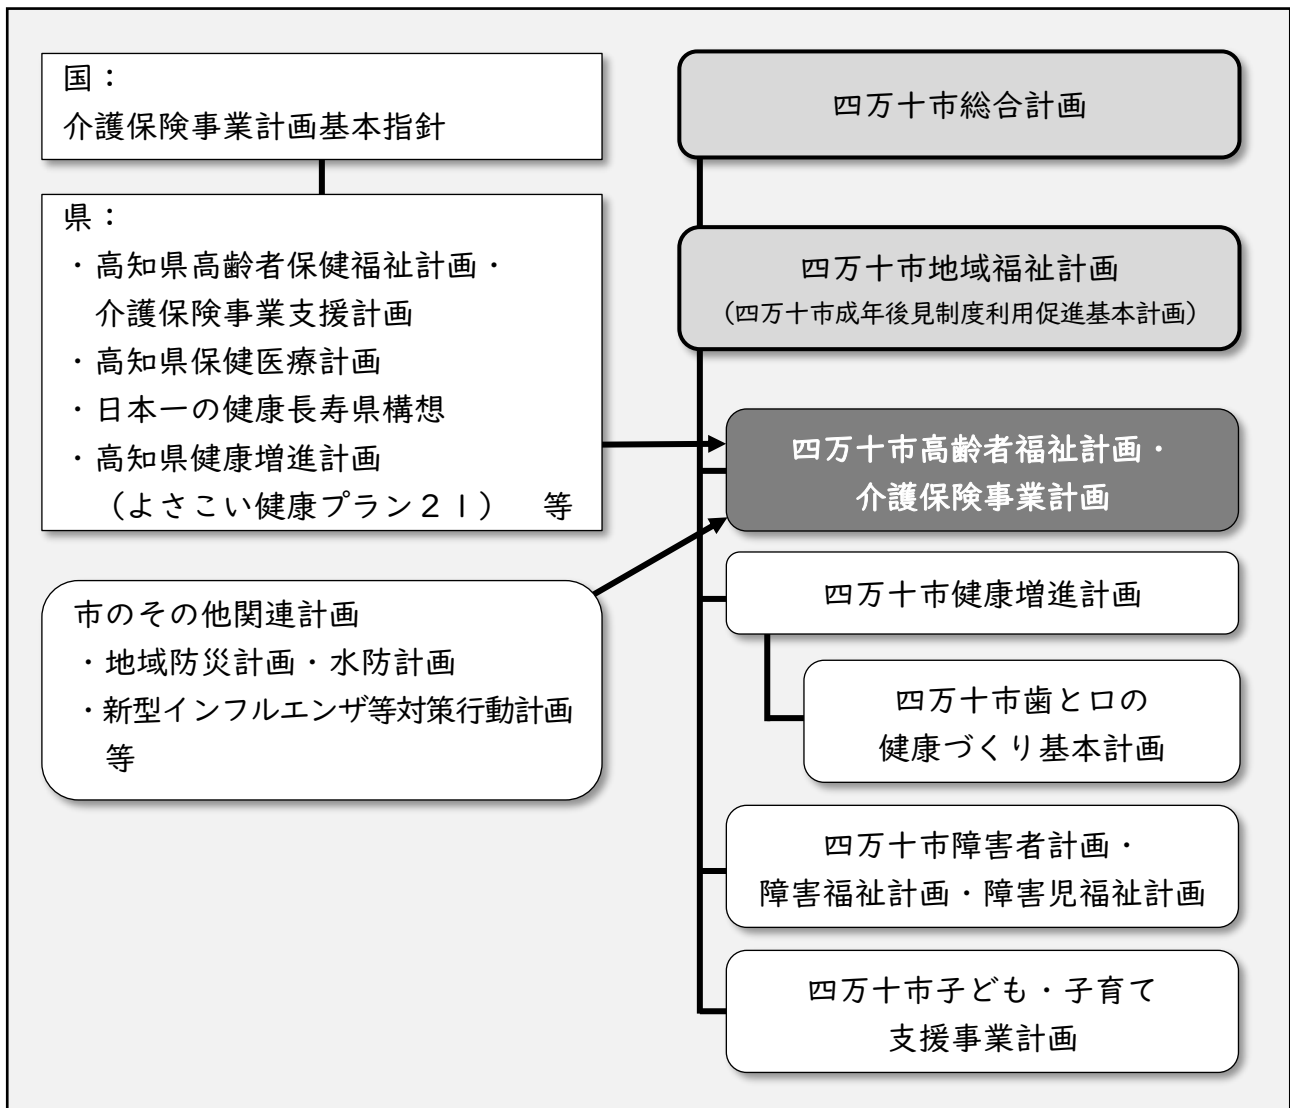 国：
介護保険事業計画基本指針
県：
・高知県高齢者保健福祉計画・
介護保険事業支援計画
・高知県保健医療計画
・日本一の健康長寿県構想
・高知県健康増進計画
（よさこい健康プラン２１）　等
市のその他関連計画
・地域防災計画・水防計画
・新型インフルエンザ等対策行動計画
等
四万十市総合計画
四万十市地域福祉計画
（四万十市成年後見制度利用促進基本計画）
四万十市高齢者福祉計画・
介護保険事業計画
四万十市健康増進計画
四万十市歯と口の
健康づくり基本計画
四万十市障害者計画・
障害福祉計画・障害児福祉計画
四万十市子ども・子育て
支援事業計画